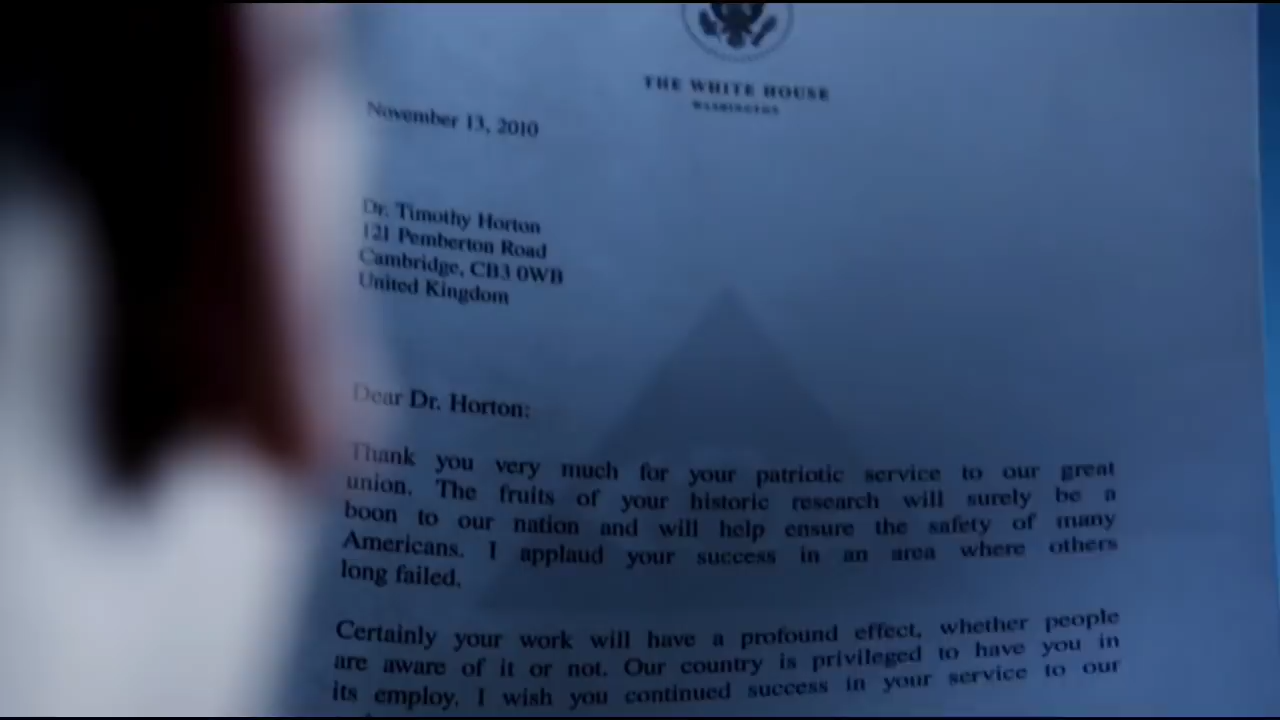 THE WHITE HOUSE
WASHINGTON
November 13, 2010
Dr. Timothy Horton
121 Pemberton Road
Cambridge, CB3 0WB
United Kingdom
Dear Dr. Horton:
Thank you very much for your patriotic service to our great
union. The fruits of your historic research will surely be a
boon to our nation and will help ensure the safety of many
Americans. I applaud your success in an area where others
long failed.
Certainly your work will have a profound effect, whether people
are aware of it or not. Our country is privileged to have you in
its employ. I wish you continued success in your service to our